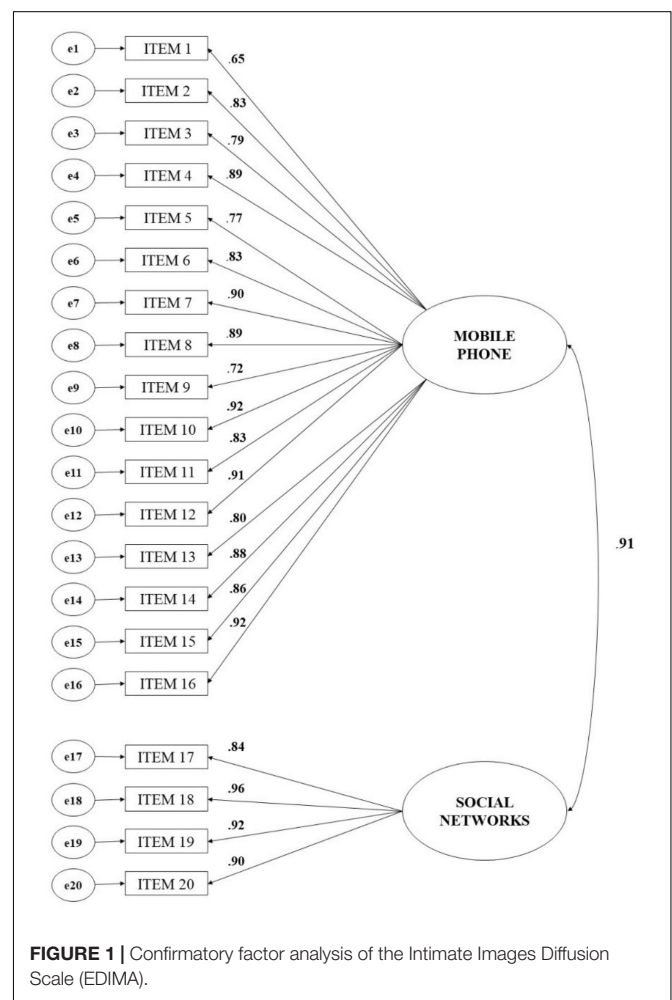 e1 ITEM 1 .65
e2 ITEM 2 .83
e3 ITEM 3 .79
e4 ITEM 4 .89
e5 ITEM 5 .77
e6 ITEM 6 .83
e7 ITEM 7 .90
e8 ITEM 8 .89
e9 ITEM 9 .72
e10 ITEM 10 .92
e11 ITEM 11 .83
e12 ITEM 12 .91
e13 ITEM 13 .80
e14 ITEM 14 .88
e15 ITEM 15 .86
e16 ITEM 16 .92
MOBILE
PHONE
.91
e17 ITEM 17 .84
e18 ITEM 18 .96
e19 ITEM 19 .92
e20 ITEM 20 .90
SOCIAL
NETWORKS
FIGURE 1 | Confirmatory factor analysis of the Intimate Images Diffusion
Scale (EDIMA).